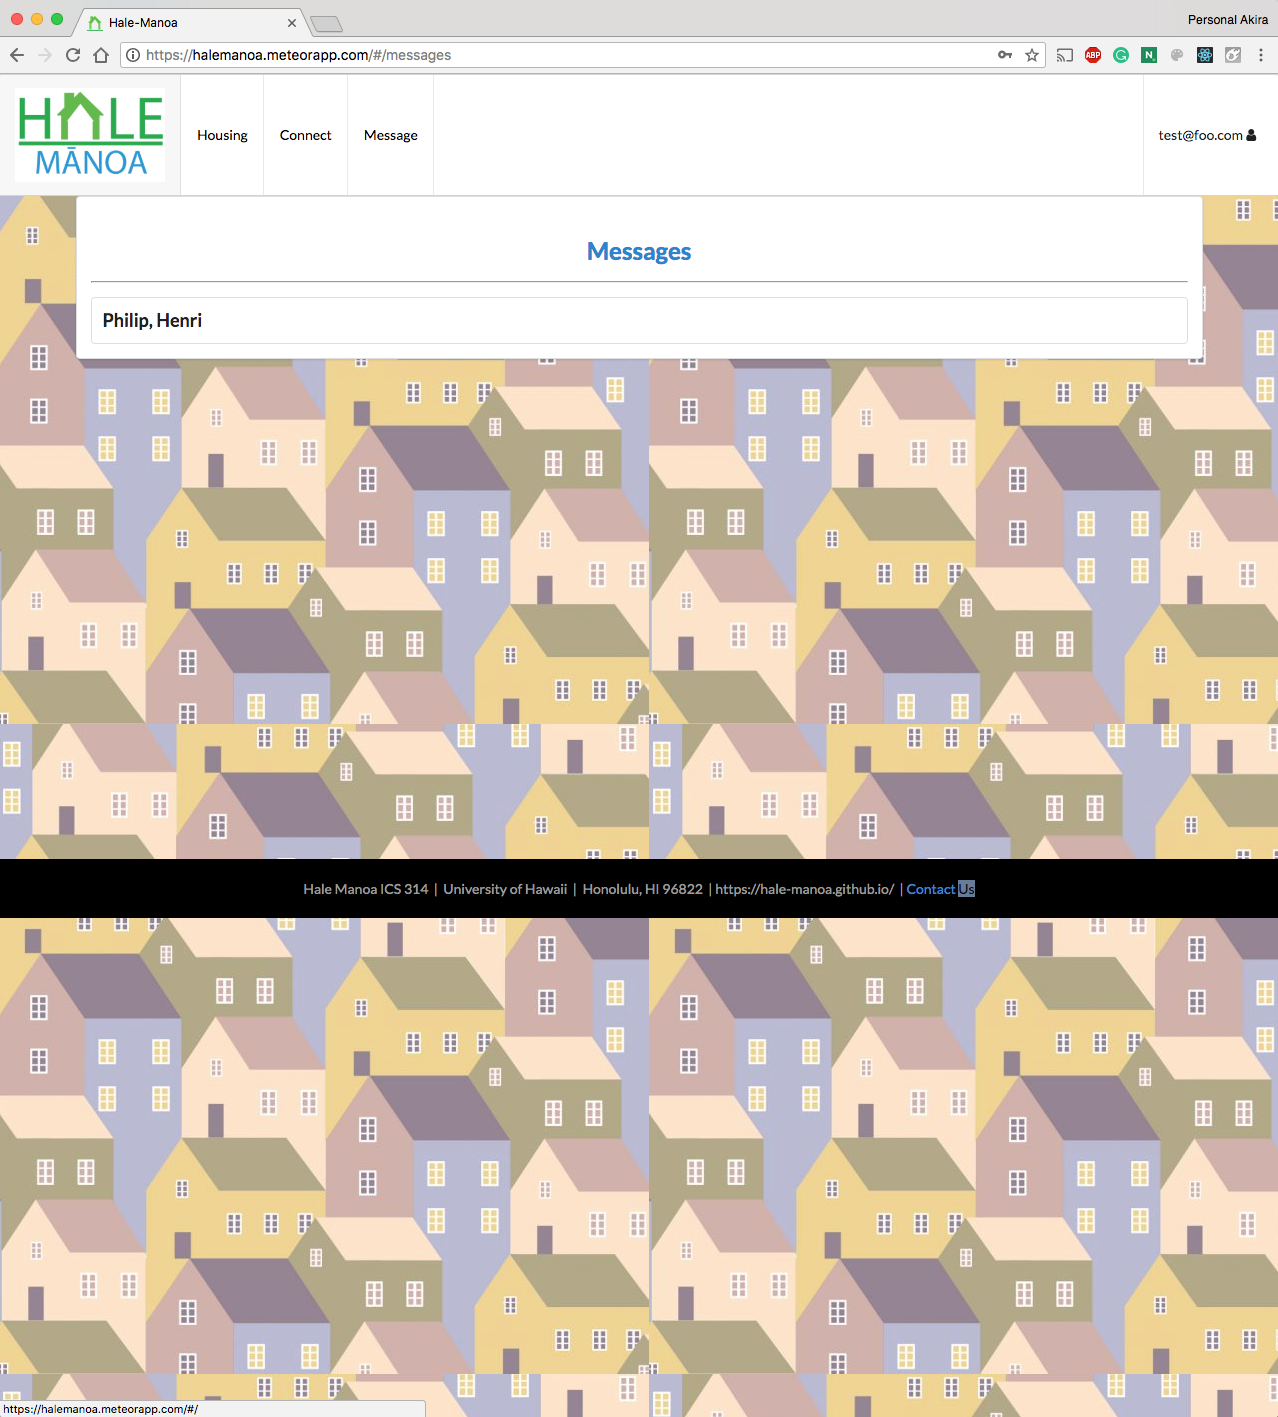 Hale-Manoa
Personal Akira
https://halemanoa.meteorapp.com/#/messages
ABP
G
N
HALE
MĀNOA
Housing
Connect
Message
test@foo.com
Messages
Philip, Henri
Hale Manoa ICS 314 | University of Hawaii | Honolulu, HI 96822 | https://hale-manoa.github.io/ | Contact Us
https://halemanoa.meteorapp.com/#/